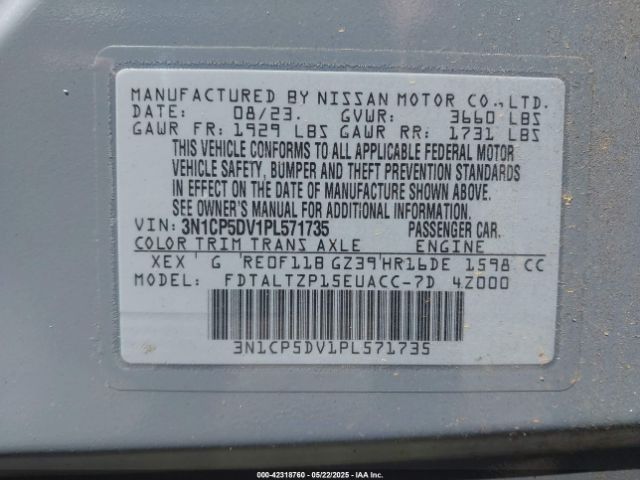 MANUFACTURED BY NISSAN MOTOR CO.,LTD.
DATE: 08/23. GVWR: 3660 LBS
GAWR FR: 1929 LBS GAWR RR: 1731 LBS
THIS VEHICLE CONFORMS TO ALL APPLICABLE FEDERAL MOTOR
VEHICLE SAFETY, BUMPER AND THEFT PREVENTION STANDARDS
IN EFFECT ON THE DATE OF MANUFACTURE SHOWN ABOVE.
SEE OWNER'S MANUAL FOR ADDITIONAL INFORMATION.
VIN: 3N1CP5DV1PL571735 PASSENGER CAR.
COLOR TRIM TRANS AXLE ENGINE
XEX G RE0F11B GZ39 HR16DE 1598 CC
MODEL: FDTALTZP15EUACC-7D 4Z000
3N1CP5DV1PL571735
000-42318760 - 05/22/2025 - IAA Inc.